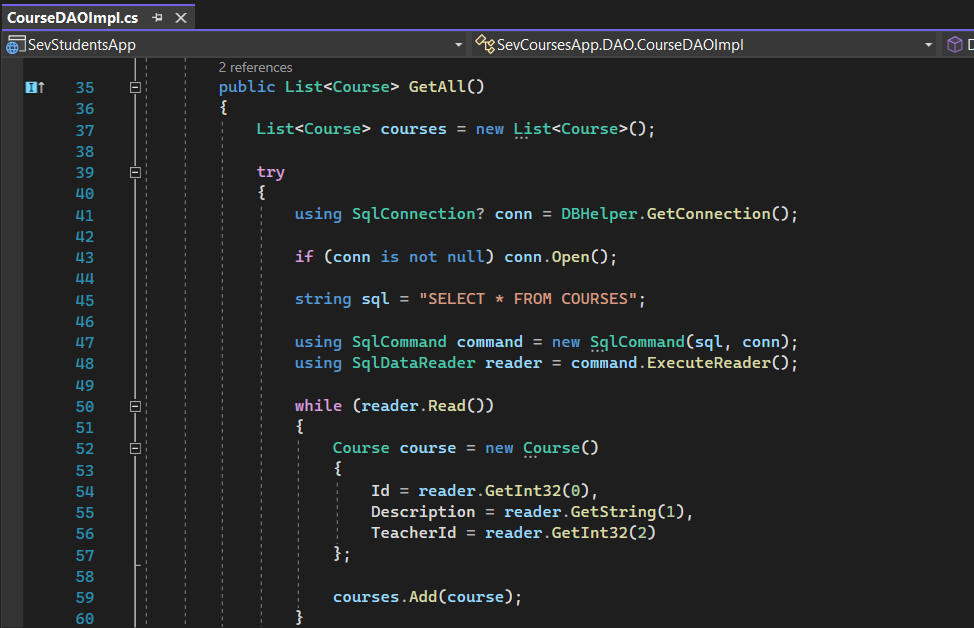 CourseDAOImpl.cs
SevStudentsApp SevCoursesApp.DAO.CourseDAOImpl
2 references
35 public List<Course> GetAll()
36 {
37 List<Course> courses = new List<Course>();
38
39 try
40 {
41 using SqlConnection? conn = DBHelper.GetConnection();
42
43 if (conn is not null) conn.Open();
44
45 string sql = "SELECT * FROM COURSES";
46
47 using SqlCommand command = new SqlCommand(sql, conn);
48 using SqlDataReader reader = command.ExecuteReader();
49
50 while (reader.Read())
51 {
52 Course course = new Course()
53 {
54 Id = reader.GetInt32(0),
55 Description = reader.GetString(1),
56 TeacherId = reader.GetInt32(2)
57 };
58
59 courses.Add(course);
60 }